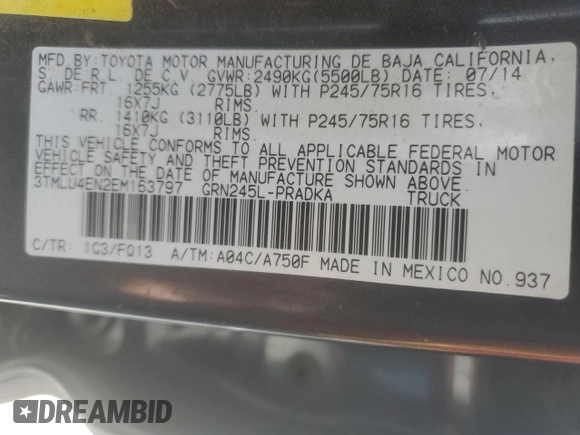 MFD.BY:TOYOTA MOTOR MANUFACTURING DE BAJA CALIFORNIA,
S. DE R.L. DE C.V. GVWR:2490KG(5500LB) DATE: 07/14
GAWR:FRT. 1255KG (2775LB) WITH P245/75R16 TIRES,
16X7J RIMS
RR. 1410KG (3110LB) WITH P245/75R16 TIRES,
16X7J RIMS
THIS VEHICLE CONFORMS TO ALL APPLICABLE FEDERAL MOTOR
VEHICLE SAFETY AND THEFT PREVENTION STANDARDS IN EFFECT
ON THE DATE OF MANUFACTURE SHOWN ABOVE.
3TMLU4EN2EM163797 GRN245L-PRADKA TRUCK
C/TR: 1G3/FQ13 A/TM:A04C/A750F MADE IN MEXICO NO.937
DREAMBID